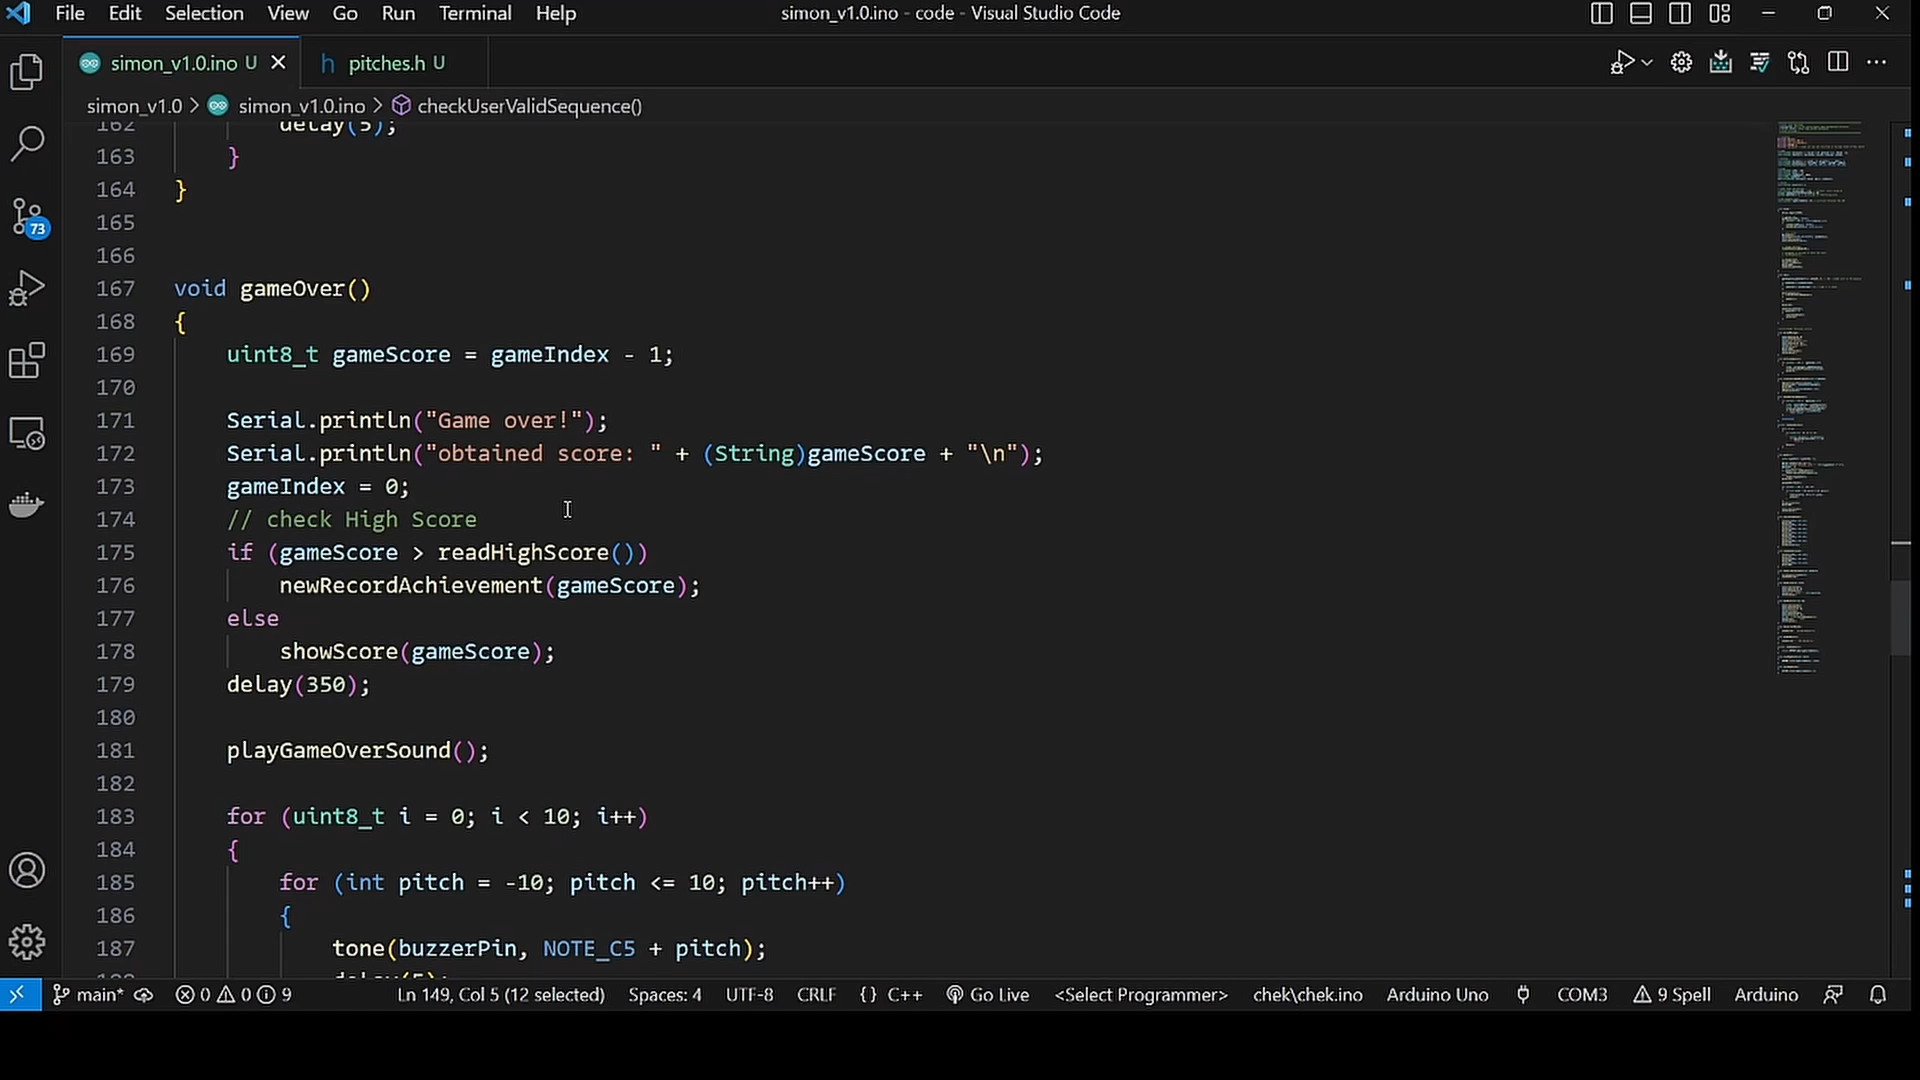 File Edit Selection View Go Run Terminal Help
simon_v1.0.ino - code - Visual Studio Code
simon_v1.0.ino U
pitches.h U
simon_v1.0 > simon_v1.0.ino > checkUserValidSequence()
73
162 delay(5);
163 }
164 }
165
166
167 void gameOver()
168 {
169 uint8_t gameScore = gameIndex - 1;
170
171 Serial.println("Game over!");
172 Serial.println("obtained score: " + (String)gameScore + "\n");
173 gameIndex = 0;
174 // check High Score
175 if (gameScore > readHighScore())
176 newRecordAchievement(gameScore);
177 else
178 showScore(gameScore);
179 delay(350);
180
181 playGameOverSound();
182
183 for (uint8_t i = 0; i < 10; i++)
184 {
185 for (int pitch = -10; pitch <= 10; pitch++)
186 {
187 tone(buzzerPin, NOTE_C5 + pitch);
main* 0 0 9 Ln 149, Col 5 (12 selected) Spaces: 4 UTF-8 CRLF {} C++ Go Live <Select Programmer> chek\chek.ino Arduino Uno COM3 9 Spell Arduino